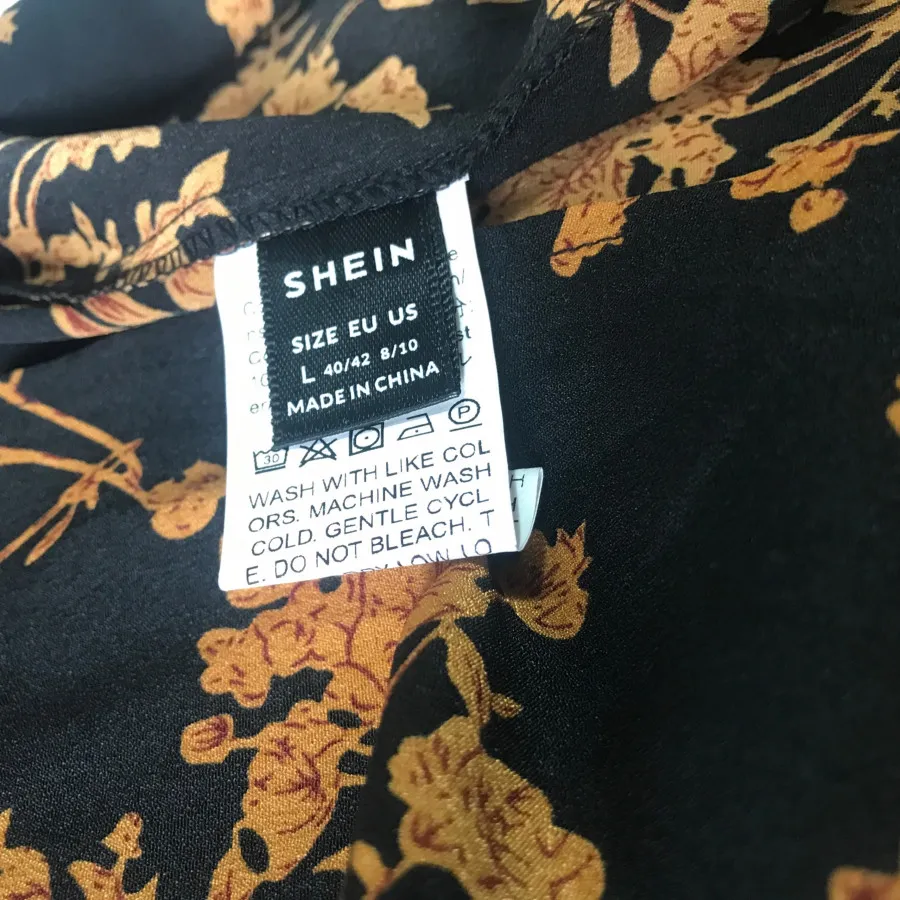 SHEIN
SIZE EU US
L 40/42 8/10
MADE IN CHINA
30 P
WASH WITH LIKE COL
ORS. MACHINE WASH
COLD. GENTLE CYCL
E. DO NOT BLEACH. T
LOW